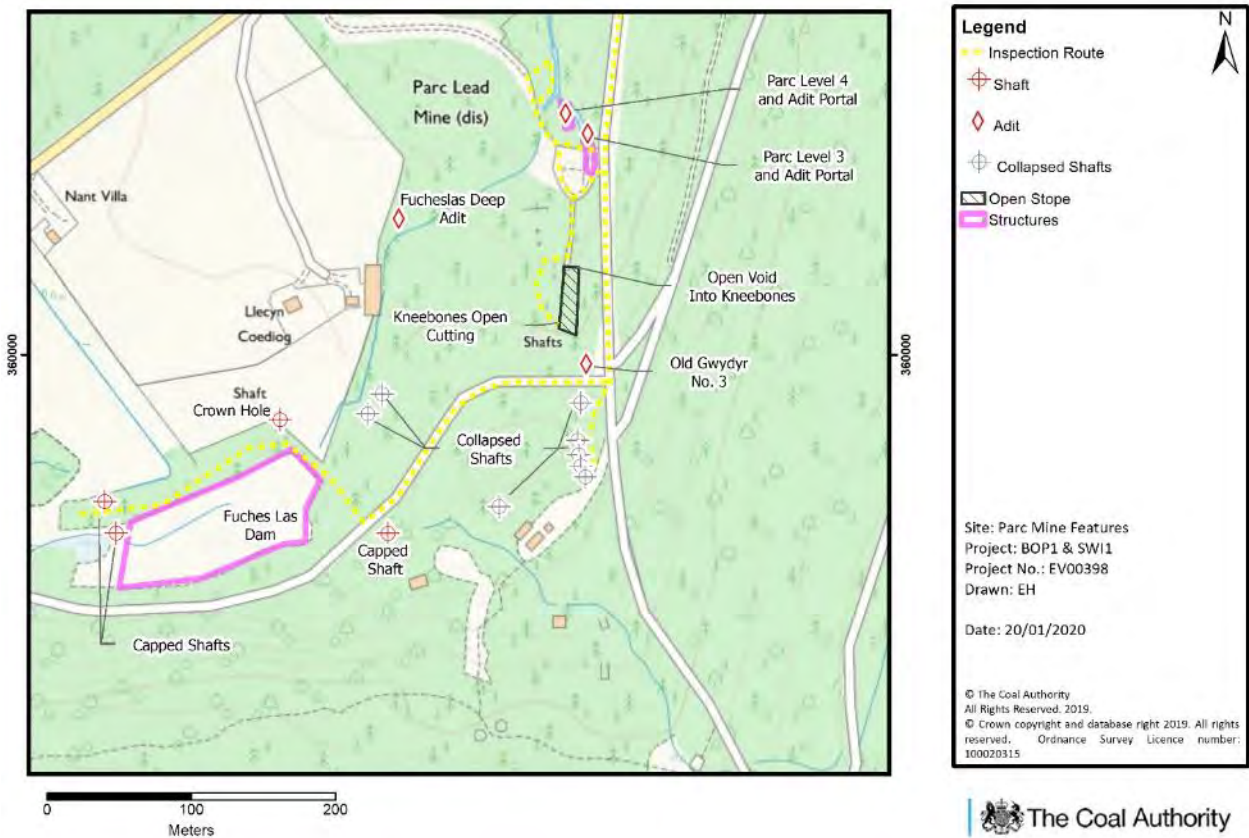 Parc Lead
Mine (dis)
Parc Level 4
and Adit Portal
Parc Level 3
and Adit Portal
Nant Villa
Fucheslas Deep
Adit
Open Void
Into Kneebones
Llecyn
Coediog
Kneebones Open
Cutting
Shafts
360000
360000
Old Gwydyr
No. 3
Shaft
Crown Hole
Collapsed
Shafts
Fuches Las
Dam
Capped
Shaft
Capped Shafts
0 100 200
Meters
Legend
N
Inspection Route
Shaft
Adit
Collapsed Shafts
Open Stope
Structures
Site: Parc Mine Features
Project: BOP1 & SWI1
Project No.: EV00398
Drawn: EH
Date: 20/01/2020
© The Coal Authority
All Rights Reserved. 2019.
© Crown copyright and database right 2019. All rights
reserved. Ordnance Survey Licence number:
100020315
The Coal Authority